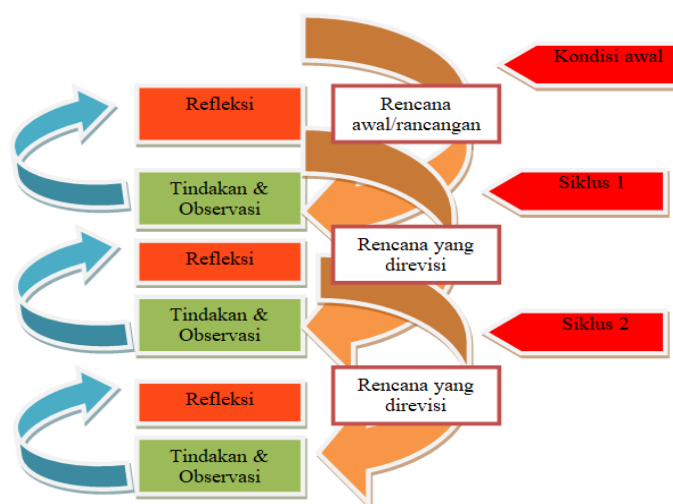 Kondisi awal
Refleksi
Rencana
awal/rancangan
Tindakan &
Observasi
Siklus 1
Refleksi
Rencana yang
direvisi
Tindakan &
Observasi
Siklus 2
Refleksi
Rencana yang
direvisi
Tindakan &
Observasi